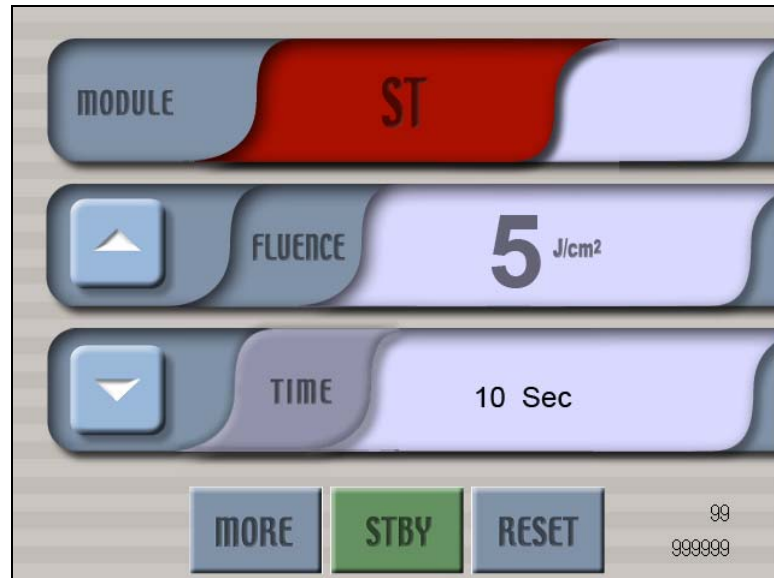 MODULE ST
FLUENCE 5 J/cm²
TIME 10 Sec
MORE STBY RESET 99
999999